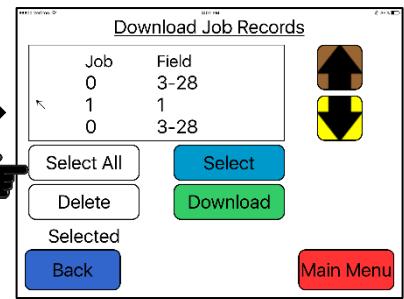 Download Job Records
Job Field
0 3-28
1 1
0 3-28
Select All Select
Delete Download
Selected
Back Main Menu